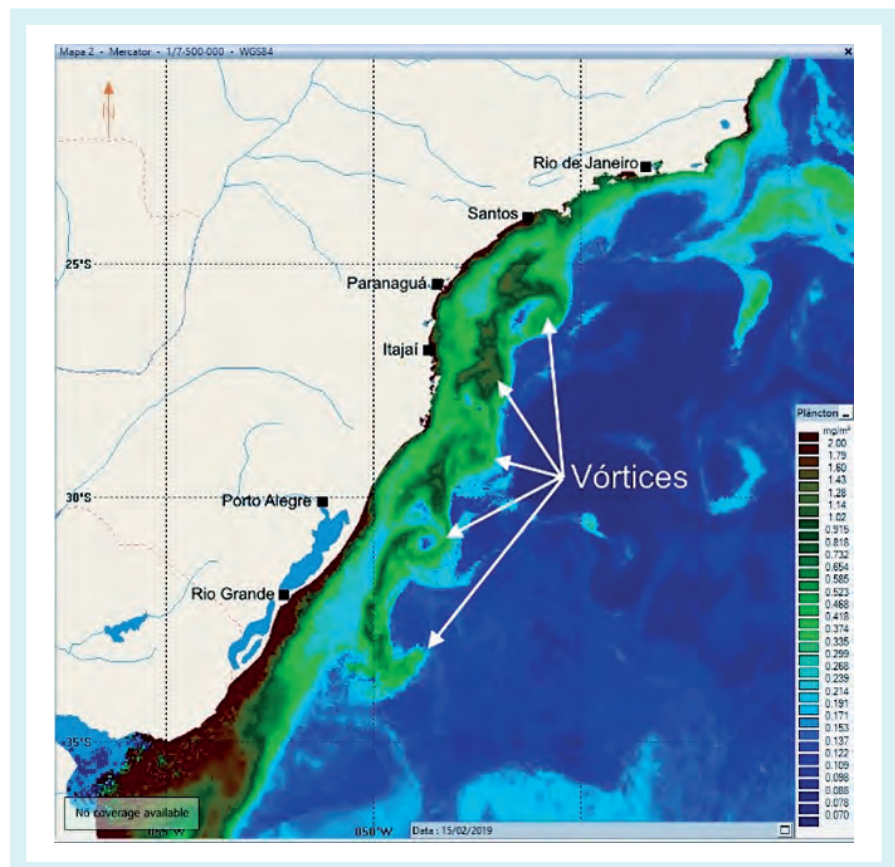 Mapa 2 - Mercator - 1/7-500-000 - WGS84
N
Rio de Janeiro
Santos
25°S
Paranaguá
Itajaí
Plâncton
mg/m³
2.00
1.79
1.60
1.43
1.28
1.14
1.02
0.915
0.818
0.732
0.654
0.585
0.523
0.468
0.418
0.374
0.335
0.299
0.268
0.239
0.214
0.191
0.171
0.153
0.137
0.122
0.109
0.098
0.088
0.078
0.070
Vórtices
30°S
Porto Alegre
Rio Grande
35°S
No coverage available
055°W
050°W
Data : 15/02/2019